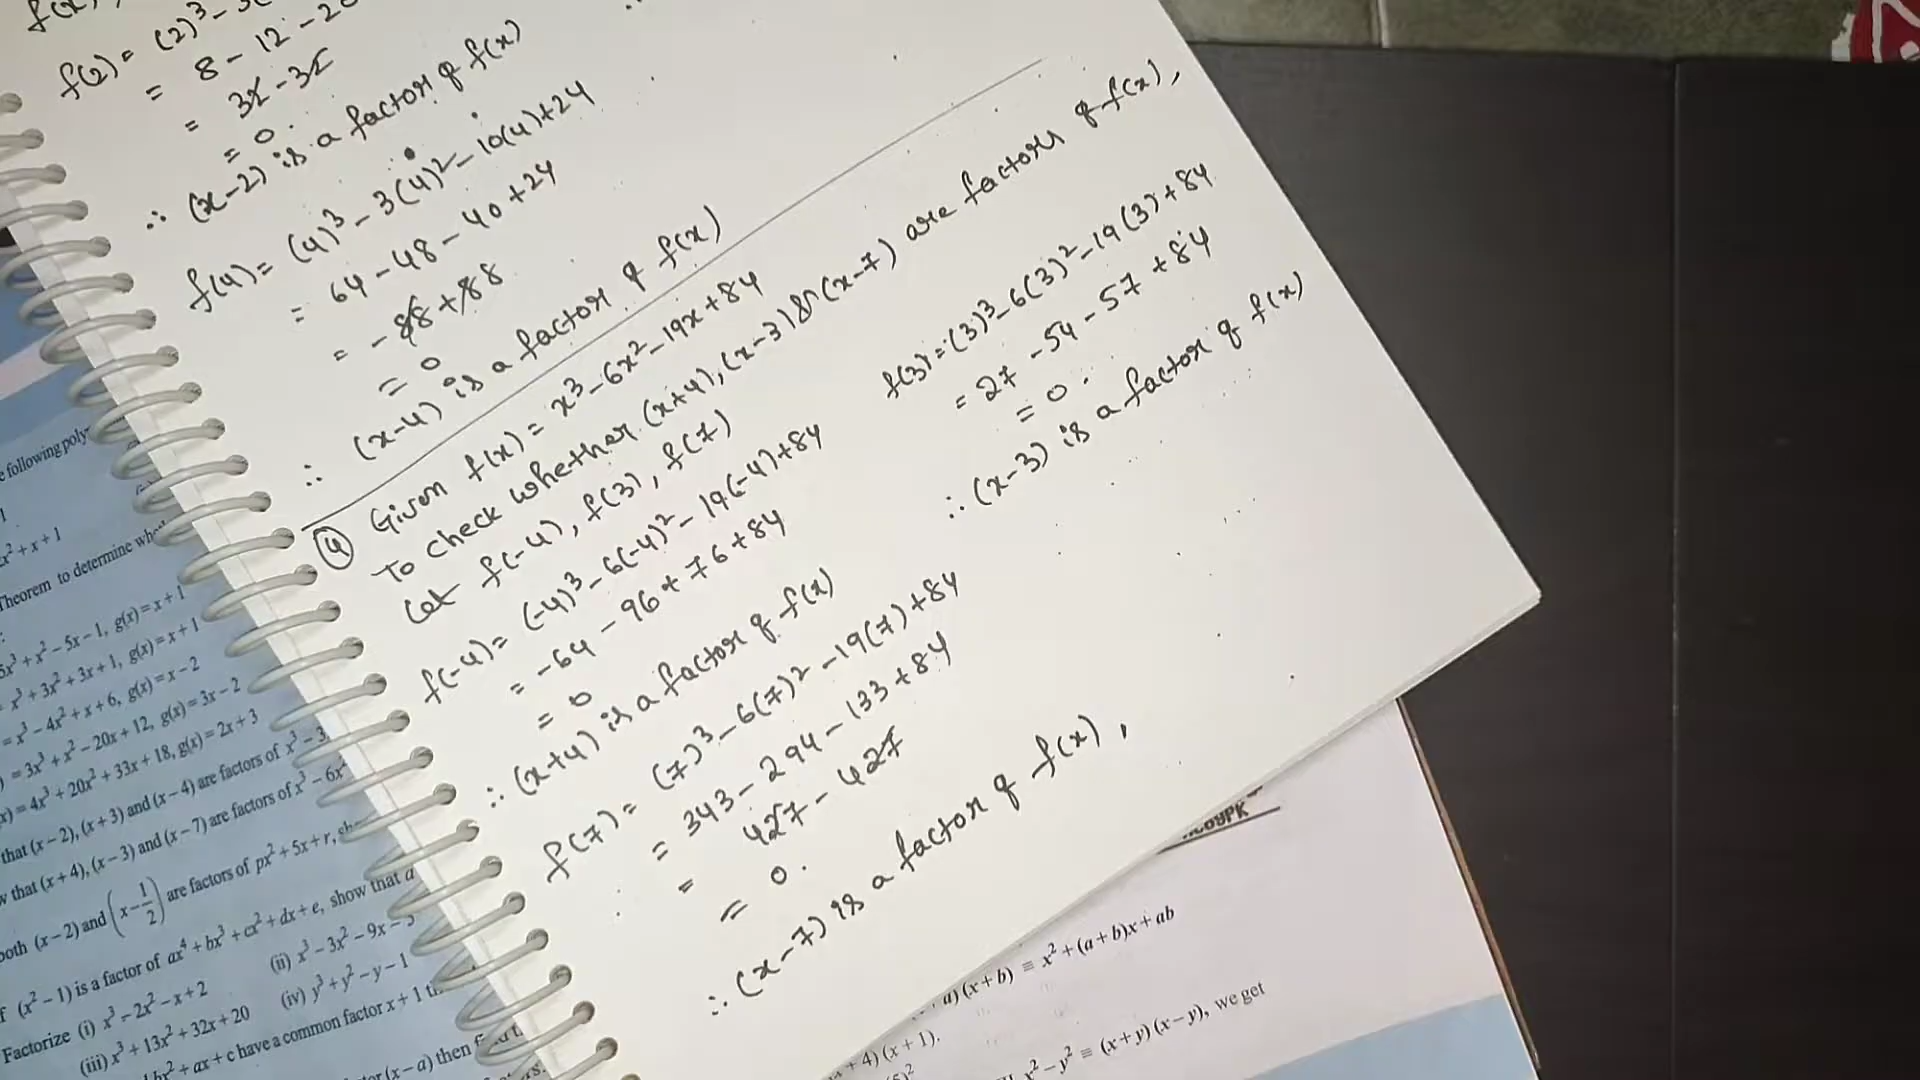 f(x)
f(2) = (2)³ - 3(
= 8 - 12 - 20
= 32 - 32
= 0.
∴ (x-2) is a factor of f(x)
f(4) = (4)³ - 3(4)² - 10(4) + 24
= 64 - 48 - 40 + 24
= - 88 + 88
= 0
∴ (x-4) is a factor of f(x)
④ Given f(x) = x³ - 6x² - 19x + 84
To check whether (x+4), (x-3) & (x-7) are factors of f(x),
Let f(-4), f(3), f(7)
f(-4) = (-4)³ - 6(-4)² - 19(-4) + 84
= -64 - 96 + 76 + 84
= 0
∴ (x+4) is a factor of f(x)
f(3) = (3)³ - 6(3)² - 19(3) + 84
= 27 - 54 - 57 + 84
= 0.
∴ (x-3) is a factor of f(x)
f(7) = (7)³ - 6(7)² - 19(7) + 84
= 343 - 294 - 133 + 84
= 427 - 427
= 0.
∴ (x-7) is a factor of f(x),
following poly
x² + x + 1
Theorem to determine whe
5x³ + x² - 5x - 1, g(x) = x + 1
= x³ + 3x² + 3x + 1, g(x) = x + 1
= x³ - 4x² + x + 6, g(x) = x - 2
) = 3x³ + x² - 20x + 12, g(x) = 3x - 2
x) = 4x³ + 20x² + 33x + 18, g(x) = 2x + 3
that (x - 2), (x + 3) and (x - 4) are factors of x³ - 3
w that (x + 4), (x - 3) and (x - 7) are factors of x³ - 6x²
both (x - 2) and (x - 1/2) are factors of px² + 5x + r, sh
f (x² - 1) is a factor of ax⁴ + bx³ + cx² + dx + e, show that a
Factorize (i) x³ - 2x² - x + 2 (ii) x³ - 3x² - 9x - 5
(iii) x³ + 13x² + 32x + 20 (iv) y³ + y² - y - 1
bx² + ax + c have a common factor x + 1 t
tor (x - a) then f
a) (x + b) ≡ x² + (a + b)x + ab
+ 4) (x + 1).
x² - y² ≡ (x + y) (x - y), we get